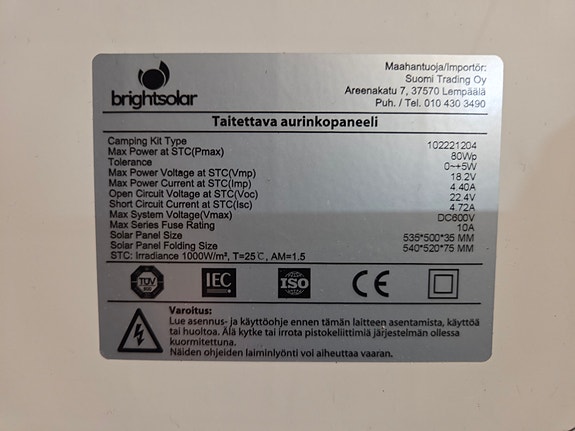 brightsolar
Maahantuoja/Importör:
Suomi Trading Oy
Areenakatu 7, 37570 Lempäälä
Puh. / Tel. 010 430 3490
Taitettava aurinkopaneeli
Camping Kit Type 102221204
Max Power at STC(Pmax) 80Wp
Tolerance 0~+5W
Max Power Voltage at STC(Vmp) 18.2V
Max Power Current at STC(Imp) 4.40A
Open Circuit Voltage at STC(Voc) 22.4V
Short Circuit Current at STC(Isc) 4.72A
Max System Voltage(Vmax) DC600V
Max Series Fuse Rating 10A
Solar Panel Size 535*500*35 MM
Solar Panel Folding Size 540*520*75 MM
STC: Irradiance 1000W/m², T=25℃, AM=1.5
TÜV IEC ISO CE
Varoitus:
Lue asennus- ja käyttöohje ennen tämän laitteen asentamista, käyttöä
tai huoltoa. Älä kytke tai irrota pistokeliittimiä järjestelmän ollessa
kuormitettuna.
Näiden ohjeiden laiminlyönti voi aiheuttaa vaaran.